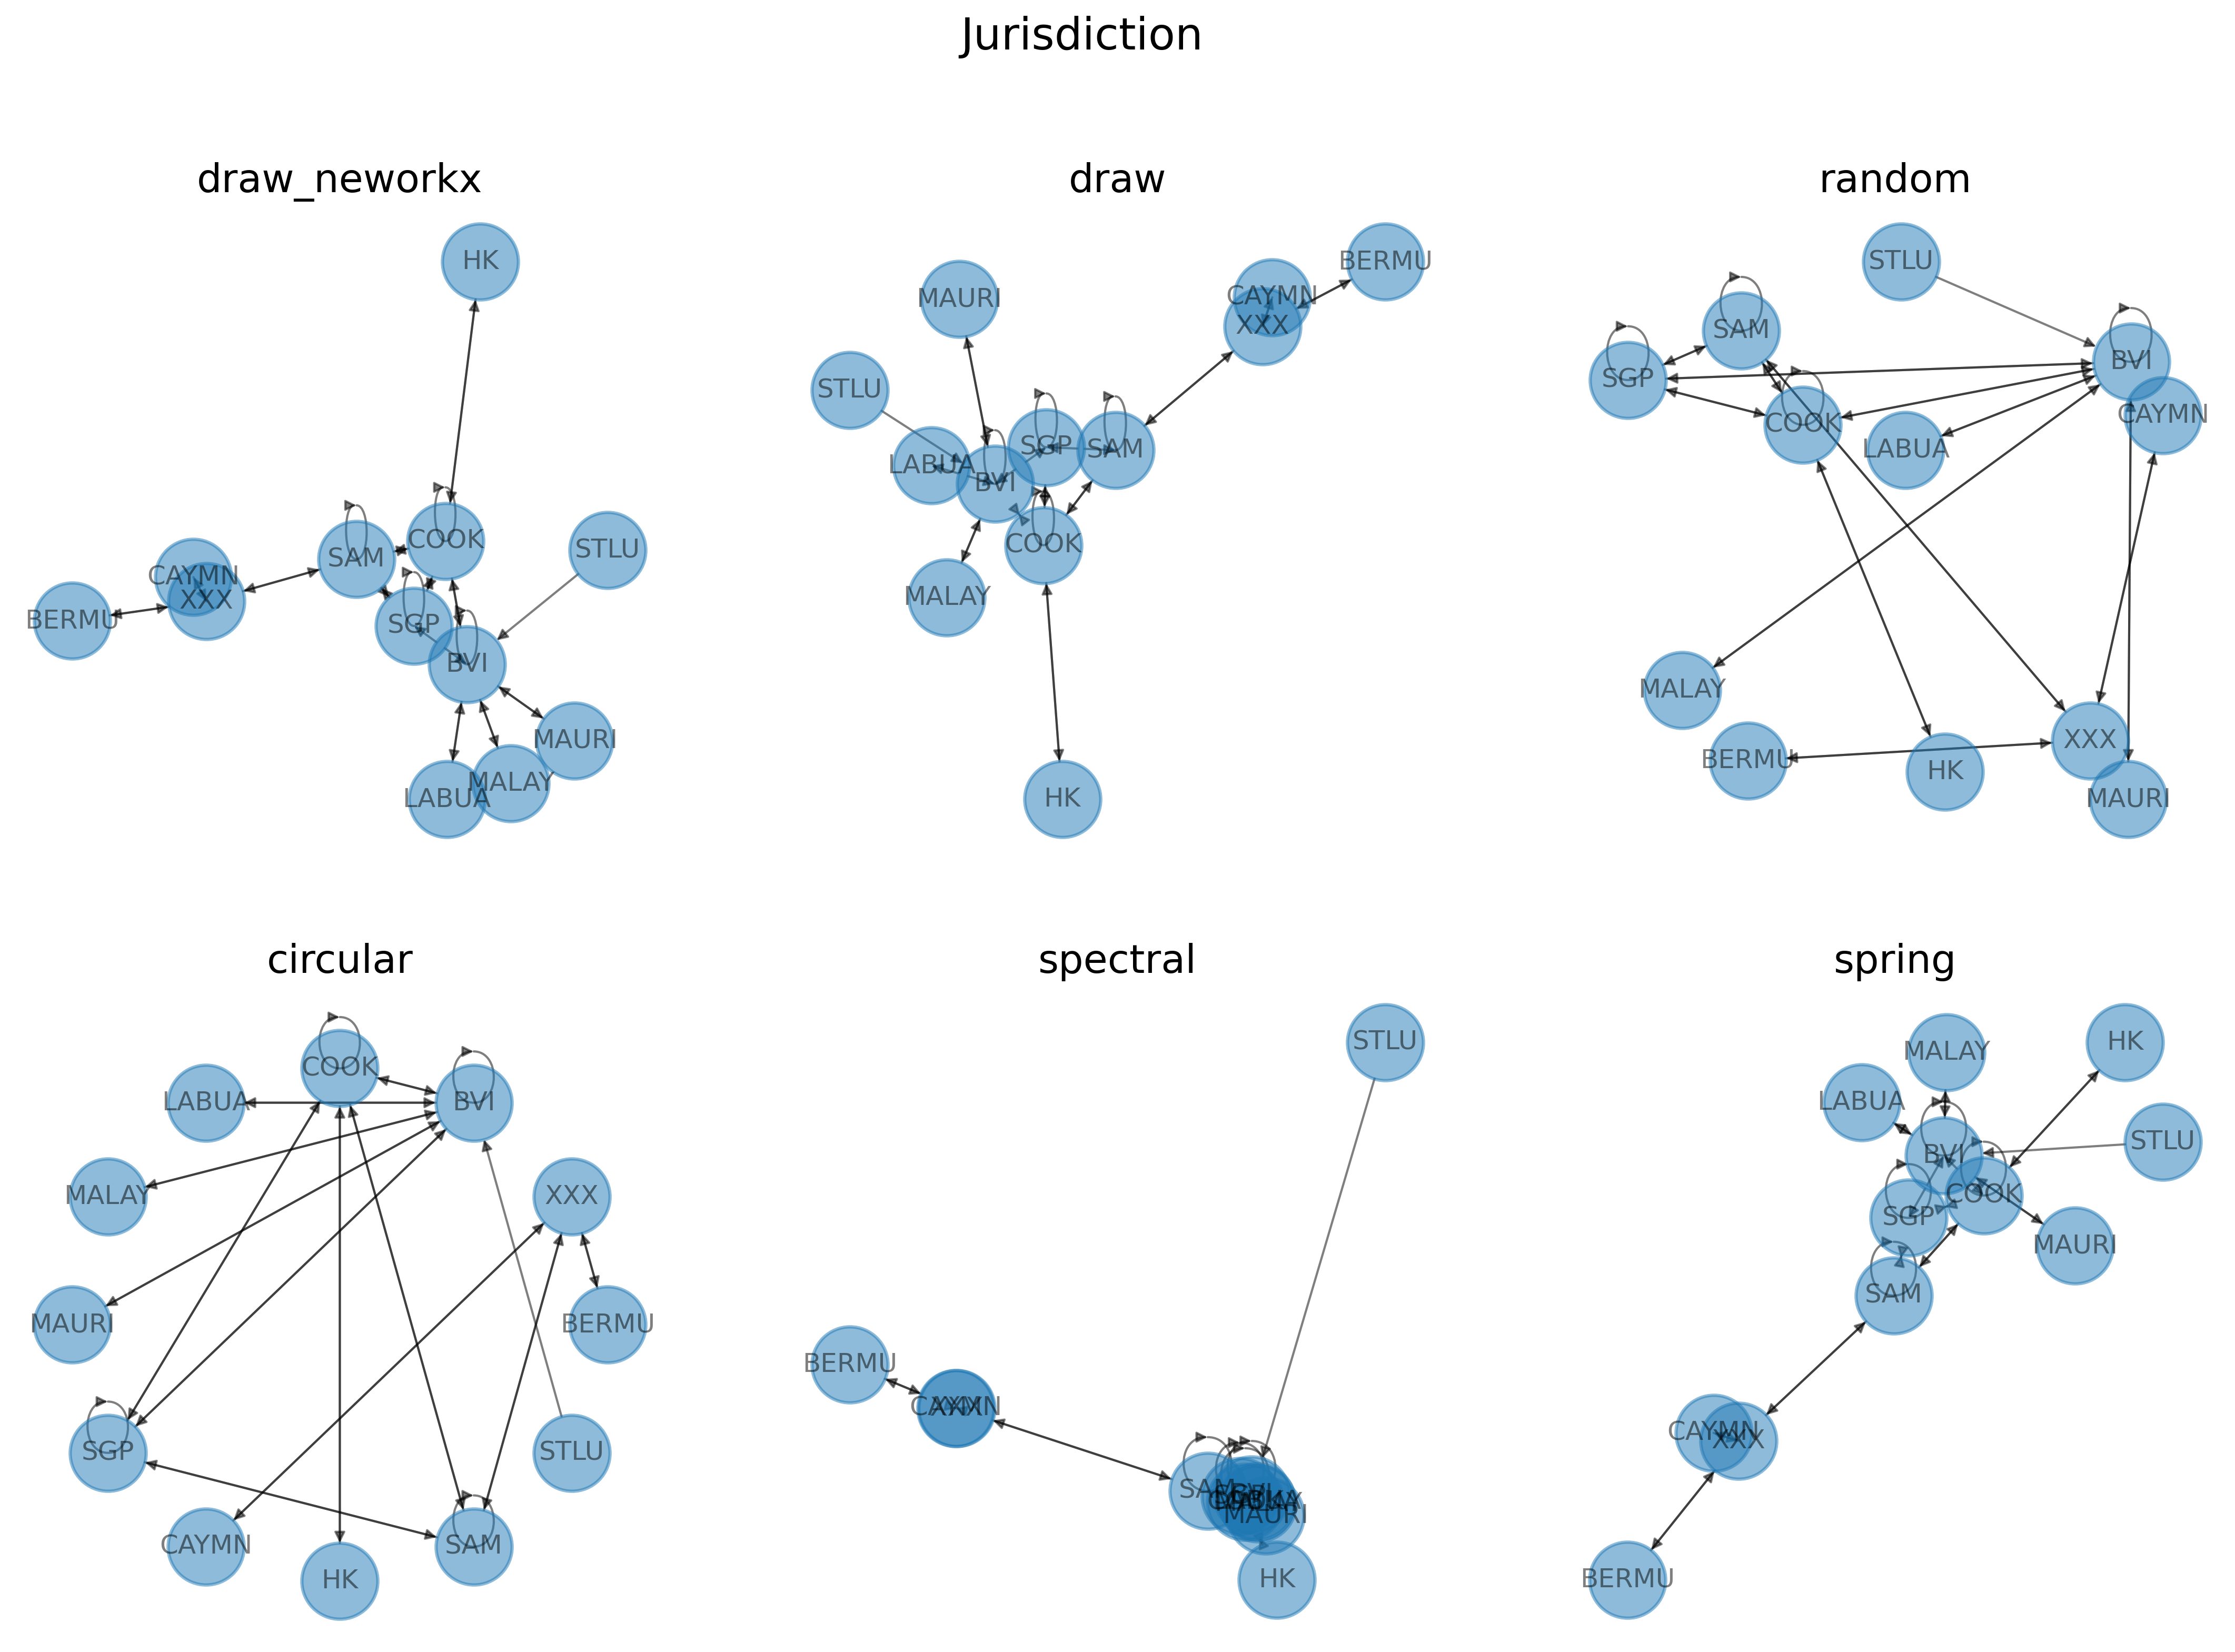 Jurisdiction
draw_neworkx
HK
COOK
STLU
SAM
CAYMN
XXX
BERMU
SGP
BVI
MAURI
MALAY
LABUA
draw
BERMU
CAYMN
MAURI
XXX
STLU
SGP
SAM
LABUA
BVI
COOK
MALAY
HK
random
STLU
SAM
BVI
SGP
CAYMN
COOK
LABUA
MALAY
XXX
BERMU
HK
MAURI
circular
COOK
LABUA
BVI
MALAY
XXX
MAURI
BERMU
SGP
STLU
CAYMN
SAM
HK
spectral
STLU
BERMU
CAYMN
XXX
SAM
MAURI
HK
spring
HK
MALAY
LABUA
STLU
BVI
COOK
SGP
MAURI
SAM
CAYMN
XXX
BERMU